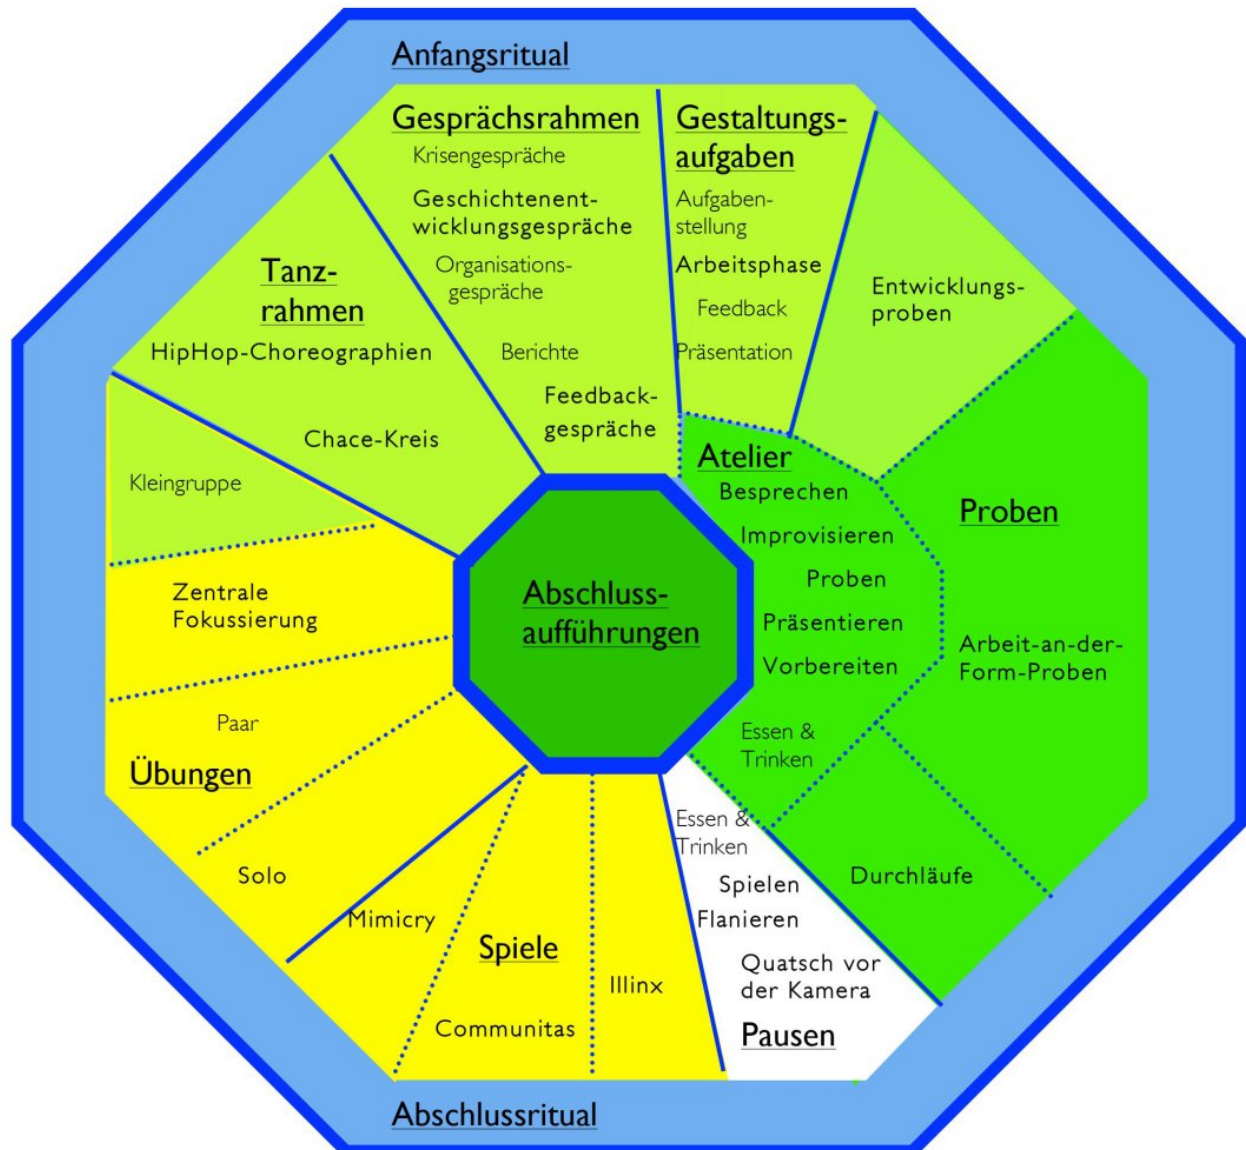 Anfangsritual
Gesprächsrahmen
Krisengespräche
Geschichtenent-
wicklungsgespräche
Organisations-
gespräche
Berichte
Feedback-
gespräche
Gestaltungs-
aufgaben
Aufgaben-
stellung
Arbeitsphase
Feedback
Präsentation
Entwicklungs-
proben
Tanz-
rahmen
HipHop-Choreographien
Chace-Kreis
Atelier
Besprechen
Improvisieren
Proben
Präsentieren
Vorbereiten
Essen &
Trinken
Proben
Arbeit-an-der-
Form-Proben
Durchläufe
Abschluss-
aufführungen
Kleingruppe
Zentrale
Fokussierung
Paar
Übungen
Solo
Mimicry
Spiele
Communitas
Illinx
Essen &
Trinken
Spielen
Flanieren
Quatsch vor
der Kamera
Pausen
Abschlussritual